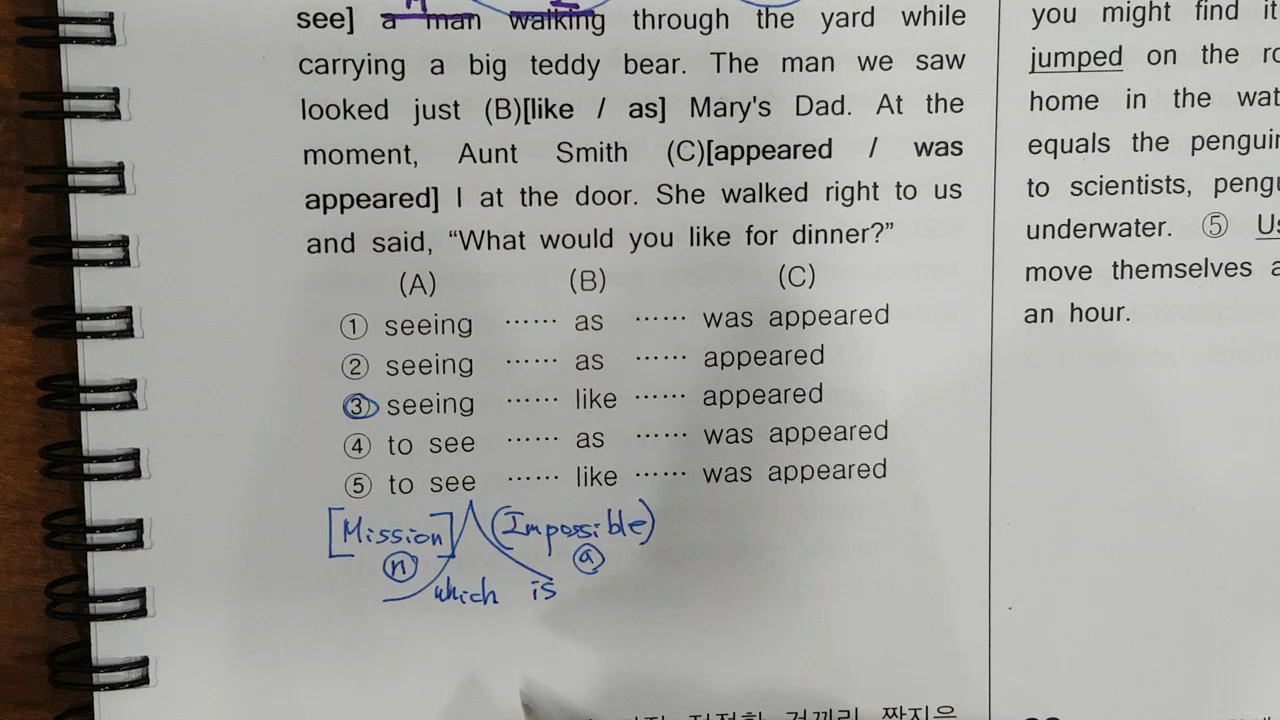 see] a man walking through the yard while
carrying a big teddy bear. The man we saw
looked just (B)[like / as] Mary's Dad. At the
moment, Aunt Smith (C)[appeared / was
appeared] I at the door. She walked right to us
and said, “What would you like for dinner?”
(A) (B) (C)
① seeing ······ as ······ was appeared
② seeing ······ as ······ appeared
③ seeing ······ like ······ appeared
④ to see ······ as ······ was appeared
⑤ to see ······ like ······ was appeared
[Mission] (Impossible)
ⓝ ⓐ
which is
you might find it
jumped on the
home in the
equals the
to scientists,
underwater. ⑤
move themselves
an hour.